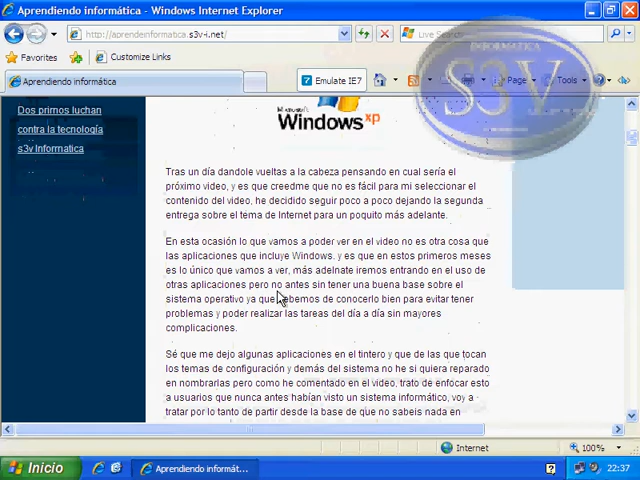 Aprendiendo informática - Windows Internet Explorer
http://aprendeinformatica.s3v-i.net/
Live Search
Favorites
Customize Links
Aprendiendo informática
Emulate IE7
Page
Tools
INFORMATICA
S3V
Dos primos luchan
contra la tecnología
s3v Informatica
Microsoft
Windows xp
Tras un día dandole vueltas a la cabeza pensando en cual sería el
próximo video, y es que creedme que no es fácil para mi seleccionar el
contenido del video, he decidido seguir poco a poco dejando la segunda
entrega sobre el tema de Internet para un poquito más adelante.
En esta ocasión lo que vamos a poder ver en el video no es otra cosa que
las aplicaciones que incluye Windows. y es que en estos primeros meses
es lo único que vamos a ver, más adelnate iremos entrando en el uso de
otras aplicaciones pero no antes sin tener una buena base sobre el
sistema operativo ya que debemos de conocerlo bien para evitar tener
problemas y poder realizar las tareas del día a día sin mayores
complicaciones.
Sé que me dejo algunas aplicaciones en el tintero y que de las que tocan
los temas de configuración y demás del sistema no he si quiera reparado
en nombrarlas pero como he comentado en el video, trato de enfocar esto
a usuarios que nunca antes habían visto un sistema informático, voy a
tratar por lo tanto de partir desde la base de que no sabeis nada en
Internet
100%
Inicio
Aprendiendo informát...
22:37